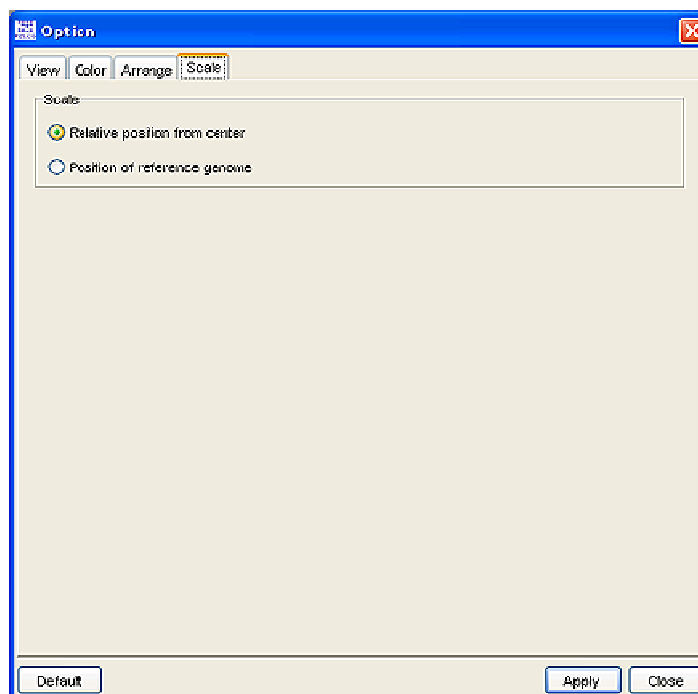 Option
View Color Arrange Scale
Scale
Relative position from center
Position of reference genome
Default Apply Close